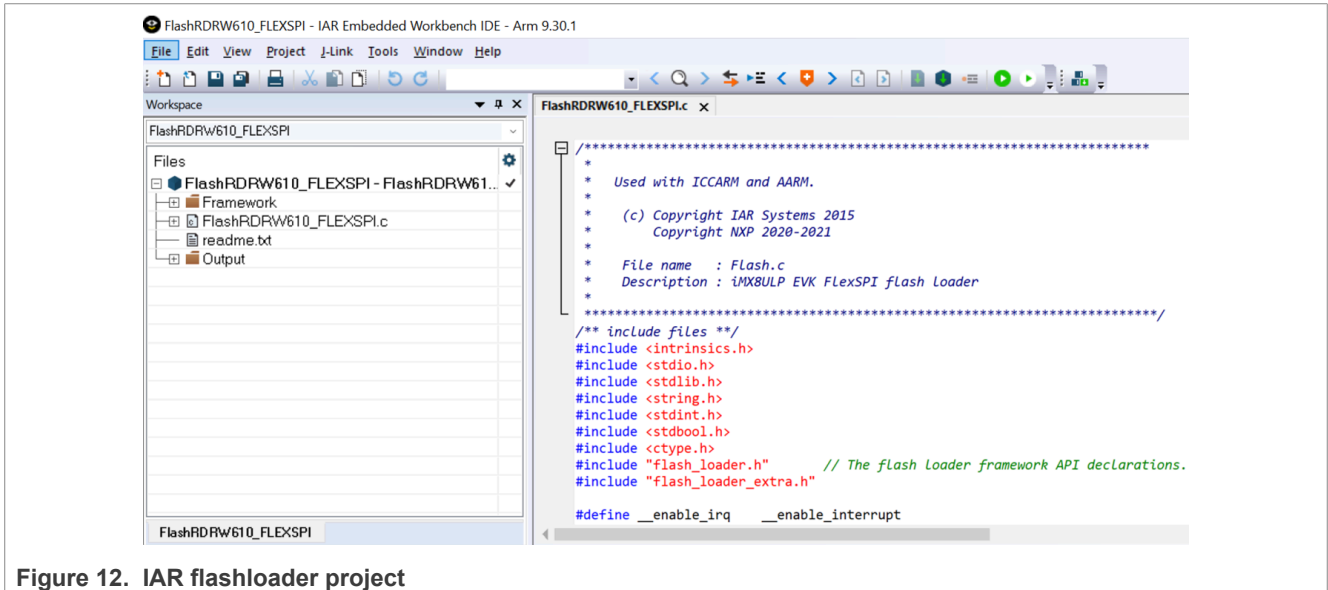 FlashRDRW610_FLEXSPI - IAR Embedded Workbench IDE - Arm 9.30.1
File Edit View Project J-Link Tools Window Help
Workspace
FlashRDRW610_FLEXSPI
Files
FlashRDRW610_FLEXSPI - FlashRDRW61...
Framework
FlashRDRW610_FLEXSPI.c
readme.txt
Output
FlashRDRW610_FLEXSPI
FlashRDRW610_FLEXSPI.c
/*************************************************************************
*
* Used with ICCARM and AARM.
*
* (c) Copyright IAR Systems 2015
* Copyright NXP 2020-2021
*
* File name : Flash.c
* Description : iMX8ULP EVK FlexSPI flash loader
*
**************************************************************************/
/** include files **/
#include <intrinsics.h>
#include <stdio.h>
#include <stdlib.h>
#include <string.h>
#include <stdint.h>
#include <stdbool.h>
#include <ctype.h>
#include "flash_loader.h" // The flash loader framework API declarations.
#include "flash_loader_extra.h"
#define __enable_irq __enable_interrupt
Figure 12. IAR flashloader project